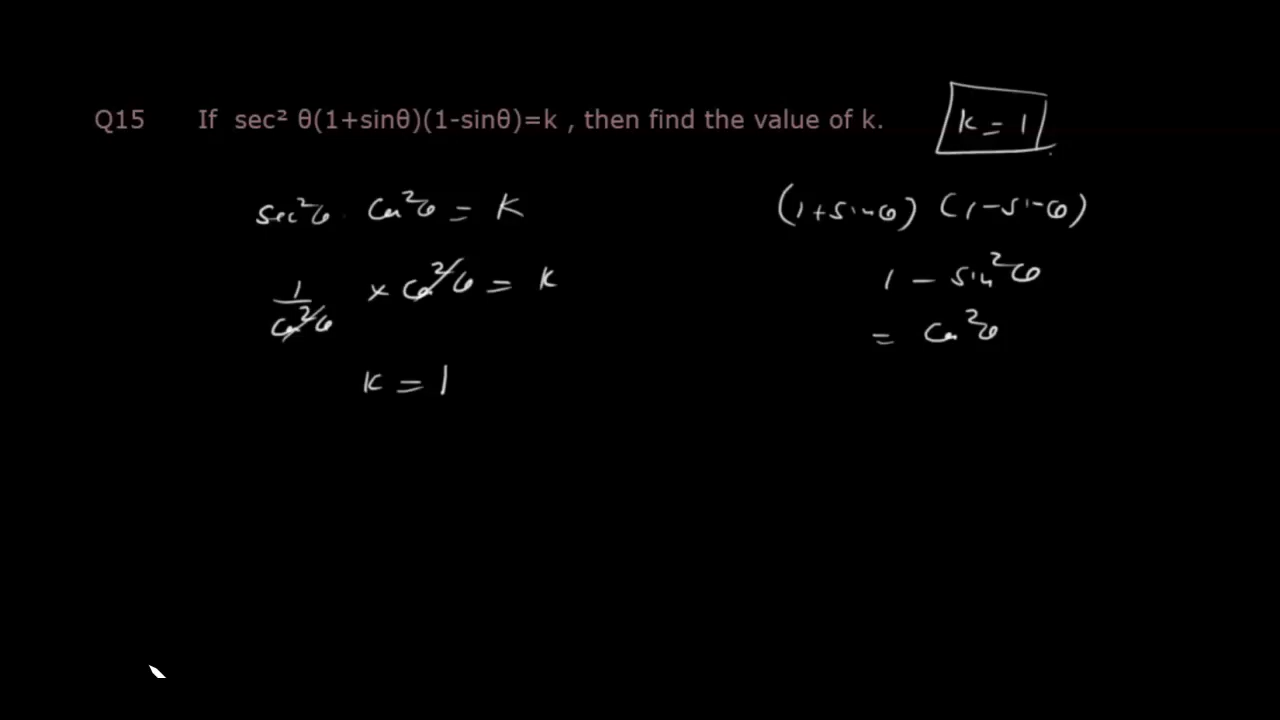 Q15 If sec² θ(1+sinθ)(1-sinθ)=k , then find the value of k.
k = 1
sec²θ · cos²θ = k
(1+sinθ) (1-sinθ)
1/cos²θ × cos²θ = k
1 - sin²θ
= cos²θ
k = 1